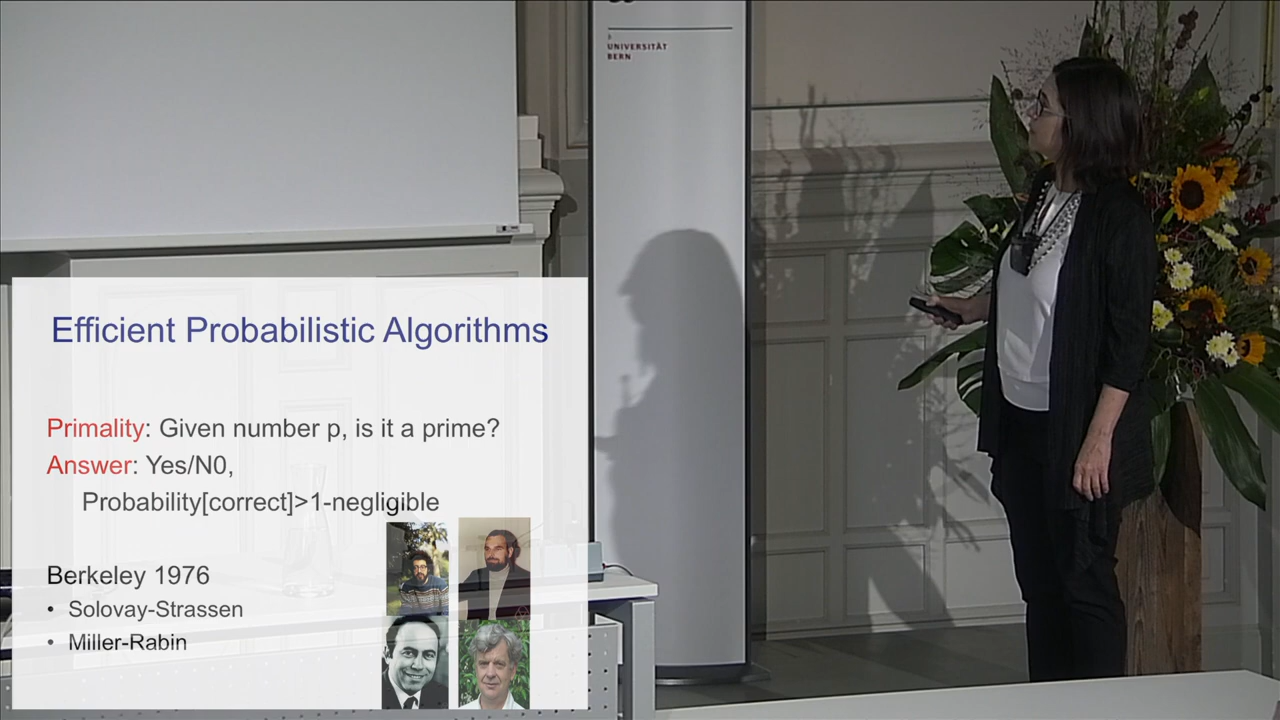 UNIVERSITÄT
BERN
Efficient Probabilistic Algorithms
Primality: Given number p, is it a prime?
Answer: Yes/N0,
Probability[correct]>1-negligible
Berkeley 1976
• Solovay-Strassen
• Miller-Rabin